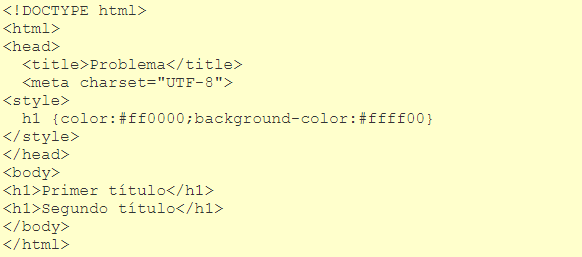 <!DOCTYPE html>
<html>
<head>
  <title>Problema</title>
  <meta charset="UTF-8">
<style>
  h1 {color:#ff0000;background-color:#ffff00}
</style>
</head>
<body>
<h1>Primer título</h1>
<h1>Segundo título</h1>
</body>
</html>